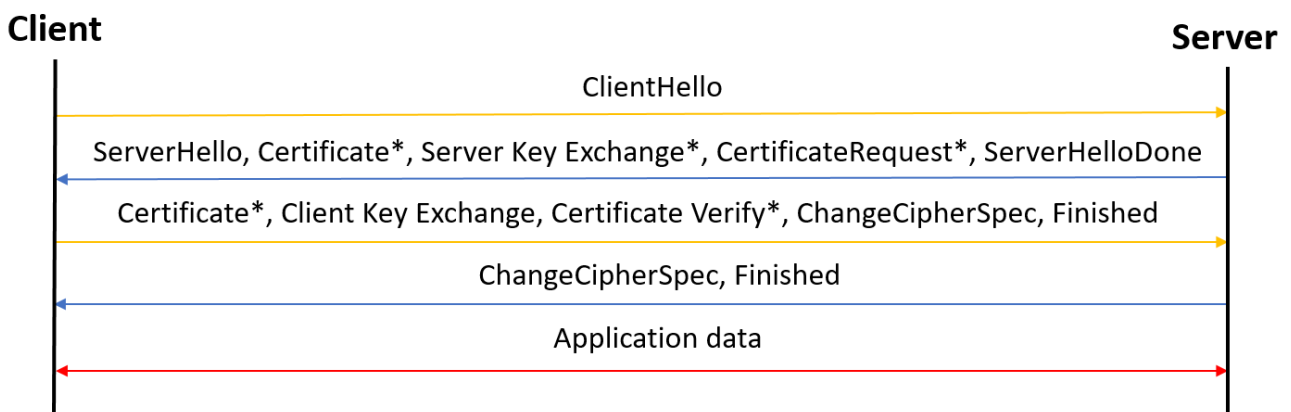 Client
Server
ClientHello
ServerHello, Certificate*, Server Key Exchange*, CertificateRequest*, ServerHelloDone
Certificate*, Client Key Exchange, Certificate Verify*, ChangeCipherSpec, Finished
ChangeCipherSpec, Finished
Application data